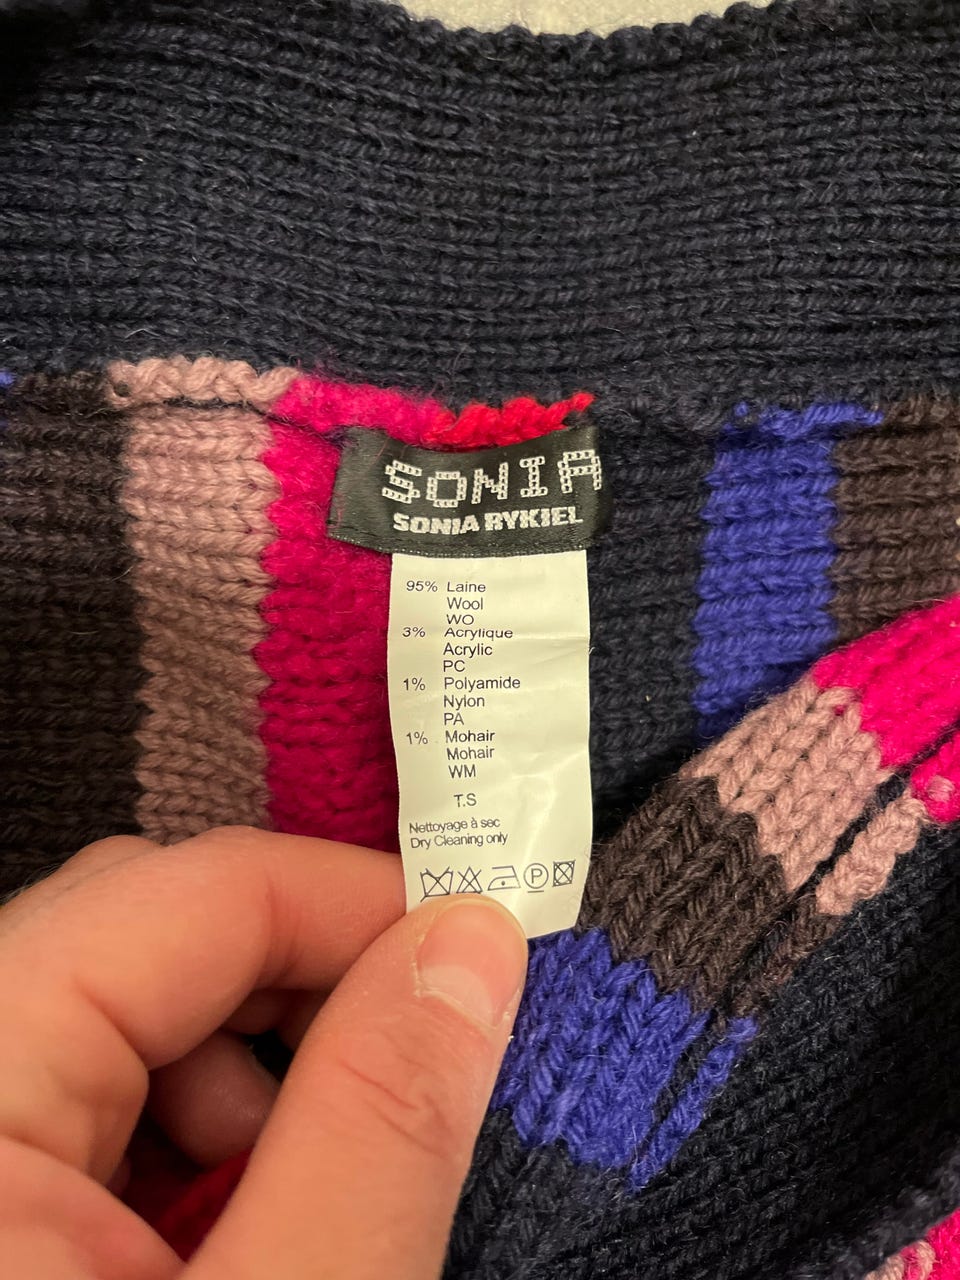 SONIA
SONIA RYKIEL
95% Laine
Wool
WO
3% Acrylique
Acrylic
PC
1% Polyamide
Nylon
PA
1% Mohair
Mohair
WM
T.S
Nettoyage à sec
Dry Cleaning only
P